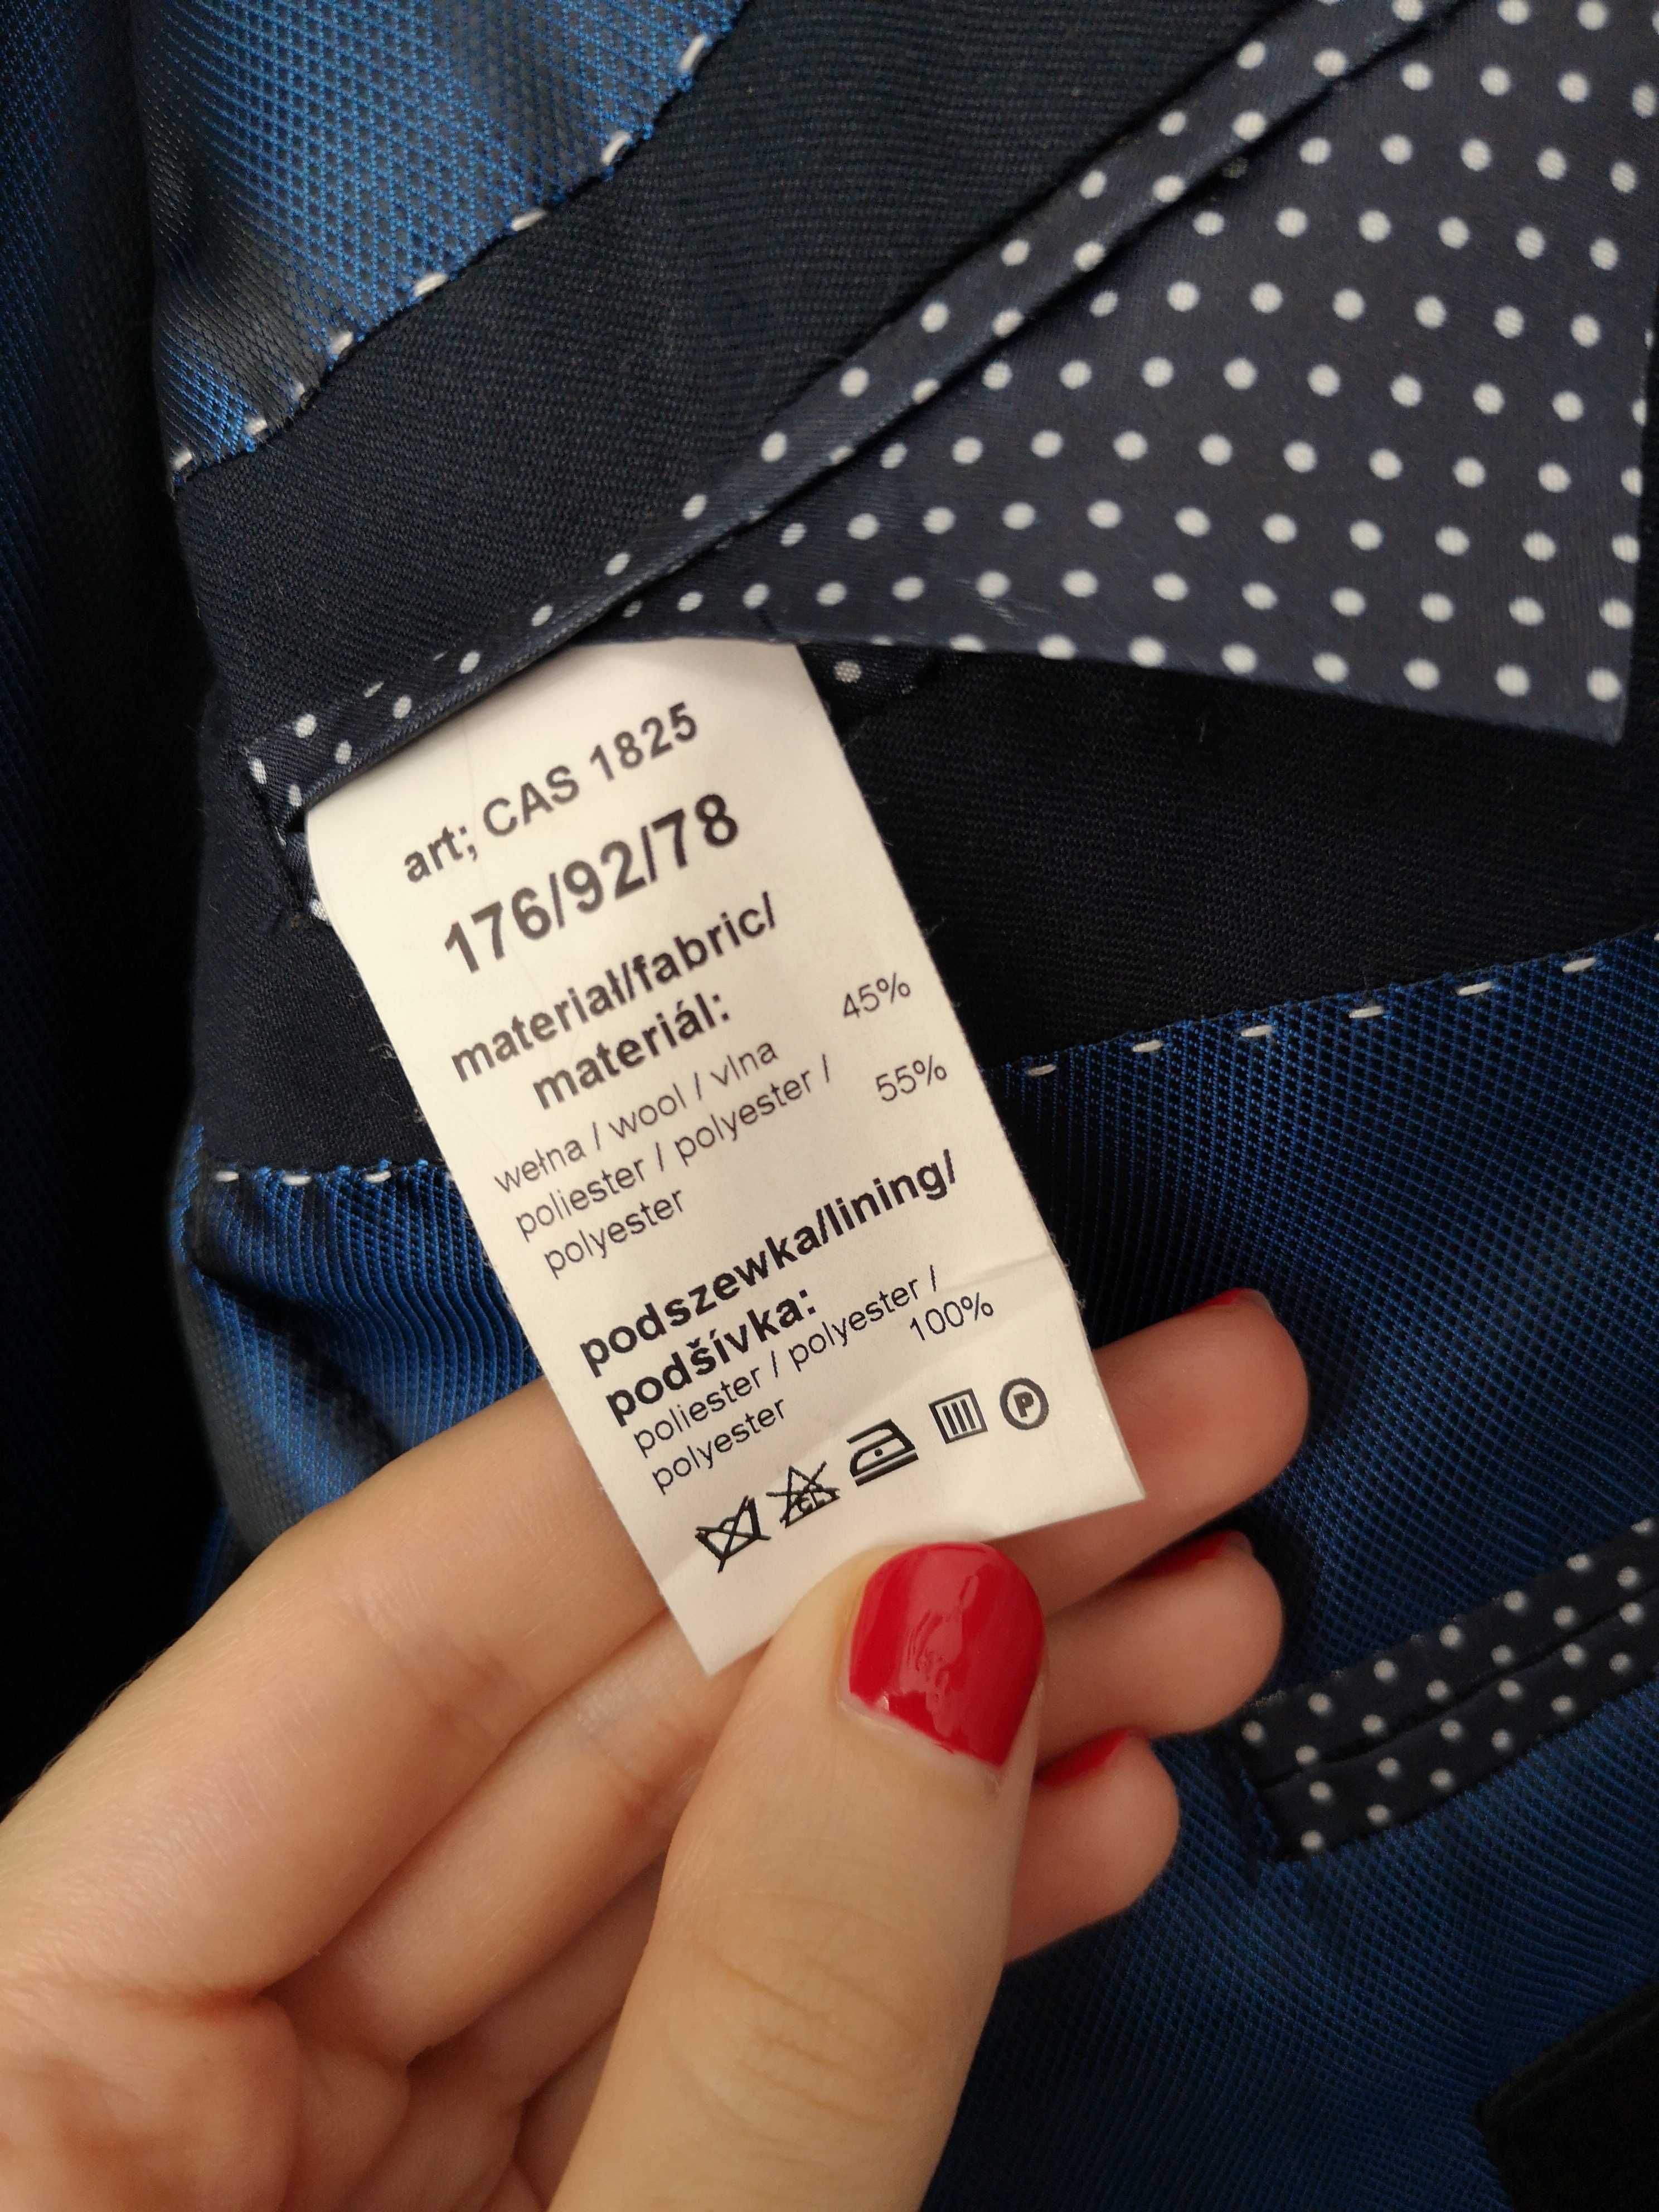 art; CAS 1825
176/92/78
materiał/fabric/
materiál:
wełna / wool / vlna 45%
poliester / polyester / 55%
polyester
podszewka/lining/
podšívka:
poliester / polyester /
polyester 100%
CL
P